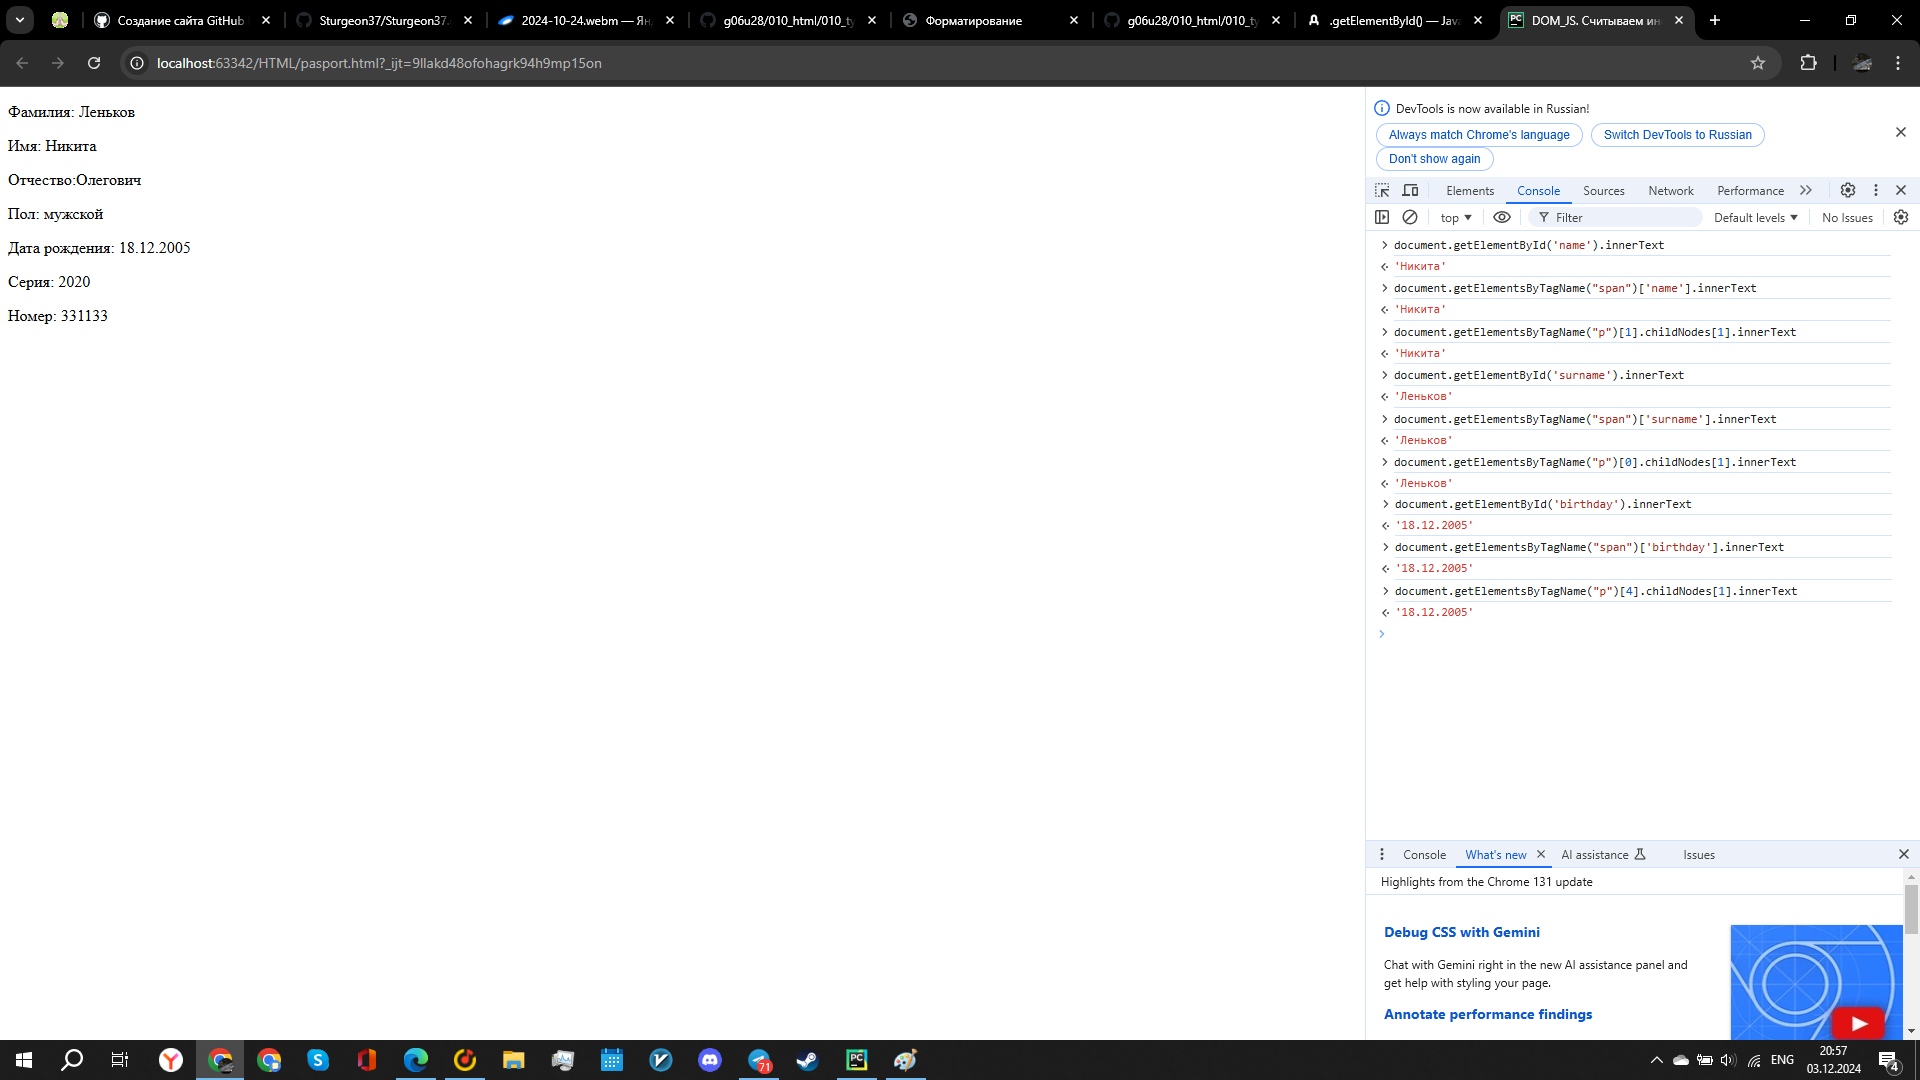 Создание сайта GitHub
Sturgeon37/Sturgeon37.
2024-10-24.webm — Ян
g06u28/010_html/010_ty
Форматирование
g06u28/010_html/010_ty
.getElementById() — Java
DOM_JS. Считываем ин
localhost:63342/HTML/pasport.html?_ijt=9llakd48ofohagrk94h9mp15on
Фамилия: Леньков
Имя: Никита
Отчество:Олегович
Пол: мужской
Дата рождения: 18.12.2005
Серия: 2020
Номер: 331133
DevTools is now available in Russian!
Always match Chrome's language
Switch DevTools to Russian
Don't show again
Elements Console Sources Network Performance
top Filter Default levels No Issues
document.getElementById('name').innerText
'Никита'
document.getElementsByTagName("span")['name'].innerText
'Никита'
document.getElementsByTagName("p")[1].childNodes[1].innerText
'Никита'
document.getElementById('surname').innerText
'Леньков'
document.getElementsByTagName("span")['surname'].innerText
'Леньков'
document.getElementsByTagName("p")[0].childNodes[1].innerText
'Леньков'
document.getElementById('birthday').innerText
'18.12.2005'
document.getElementsByTagName("span")['birthday'].innerText
'18.12.2005'
document.getElementsByTagName("p")[4].childNodes[1].innerText
'18.12.2005'
Console What's new AI assistance Issues
Highlights from the Chrome 131 update
Debug CSS with Gemini
Chat with Gemini right in the new AI assistance panel and
get help with styling your page.
Annotate performance findings
71
PC
ENG
20:57
03.12.2024
4